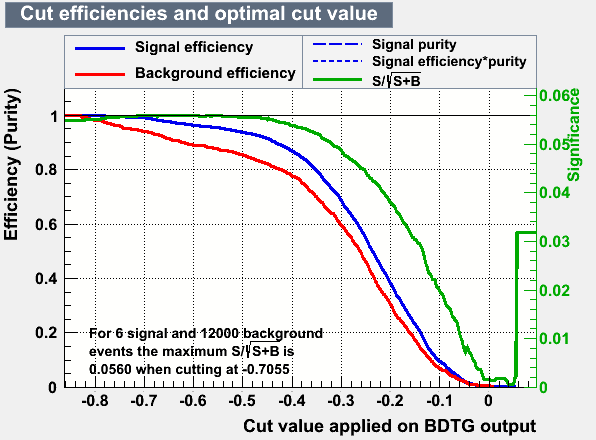 Cut efficiencies and optimal cut value
Signal efficiency
Background efficiency
Signal purity
Signal efficiency*purity
S/√S+B
Efficiency (Purity)
1
0.8
0.6
0.4
0.2
0
0.06
0.05
0.04
0.03
0.02
0.01
0
Significance
For 6 signal and 12000 background
events the maximum S/√S+B is
0.0560 when cutting at -0.7055
-0.8 -0.7 -0.6 -0.5 -0.4 -0.3 -0.2 -0.1 0
Cut value applied on BDTG output